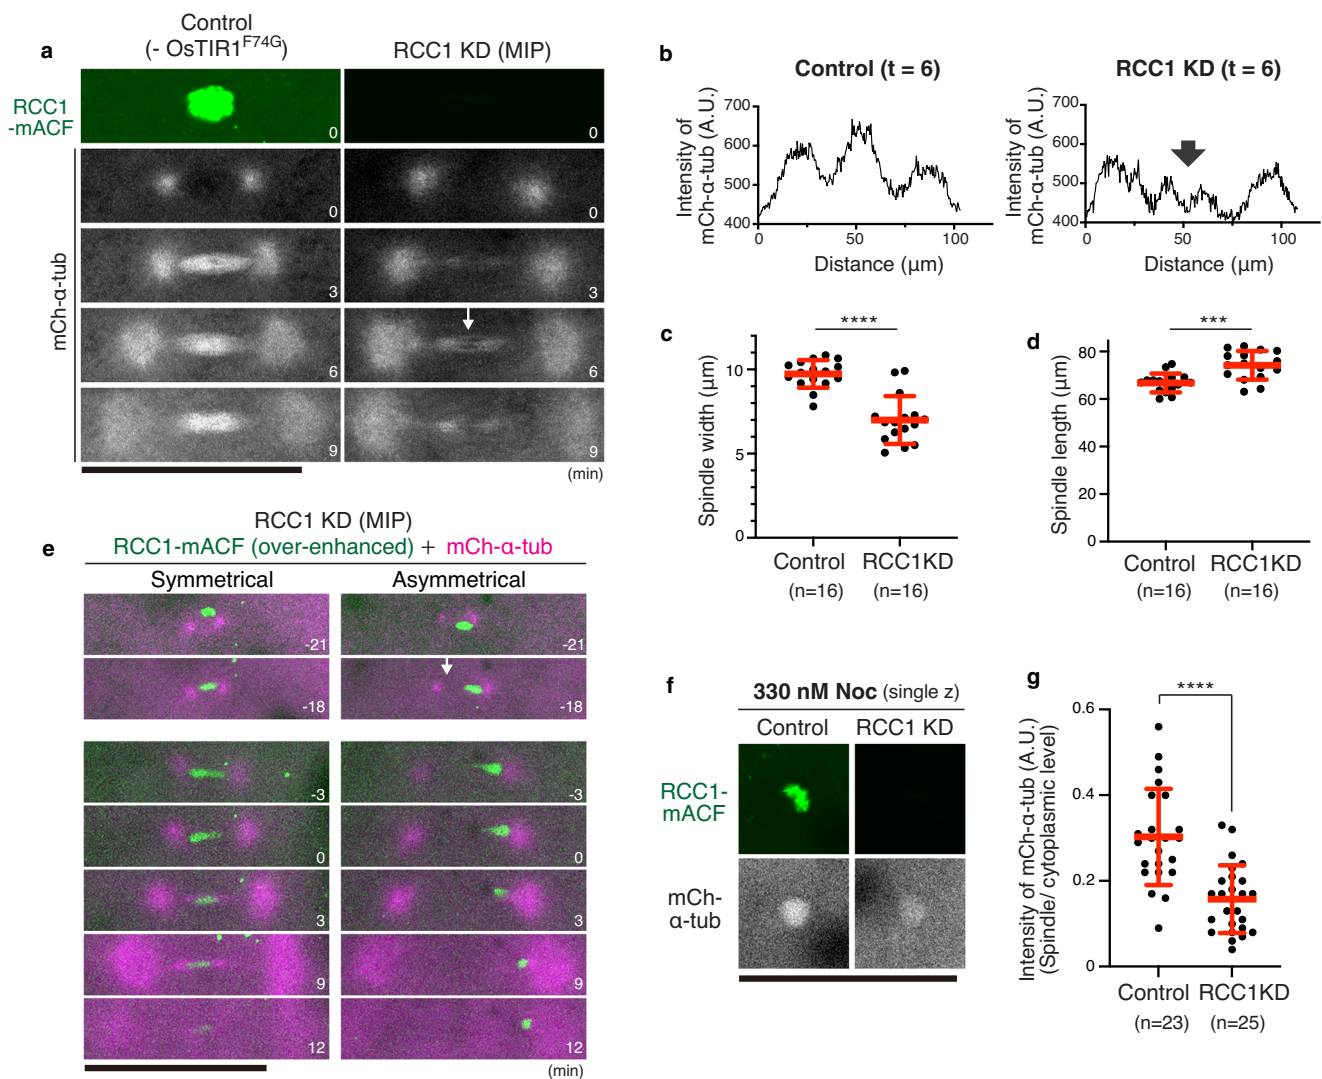 a
Control
(- OsTIR1F74G)
RCC1 KD (MIP)
RCC1
-mACF
0
0
mCh-α-tub
0
0
3
3
6
6
9
9
(min)
b
Control (t = 6)
Intensity of
mCh-α-tub (A.U.)
700
600
500
400
0
50
100
Distance (µm)
RCC1 KD (t = 6)
Intensity of
mCh-α-tub (A.U.)
700
600
500
400
0
50
100
Distance (µm)
c
****
Spindle width (µm)
10
5
0
Control
RCC1KD
(n=16)
(n=16)
d
***
Spindle length (µm)
80
60
40
20
0
Control
RCC1KD
(n=16)
(n=16)
e
RCC1 KD (MIP)
RCC1-mACF (over-enhanced) + mCh-α-tub
Symmetrical
Asymmetrical
-21
-21
-18
-18
-3
-3
0
0
3
3
9
9
12
12
(min)
f
330 nM Noc (single z)
Control
RCC1 KD
RCC1-
mACF
mCh-
α-tub
g
****
Intensity of mCh-α-tub (A.U.)
(Spindle/ cytoplasmic level)
0.6
0.4
0.2
0
Control
RCC1KD
(n=23)
(n=25)